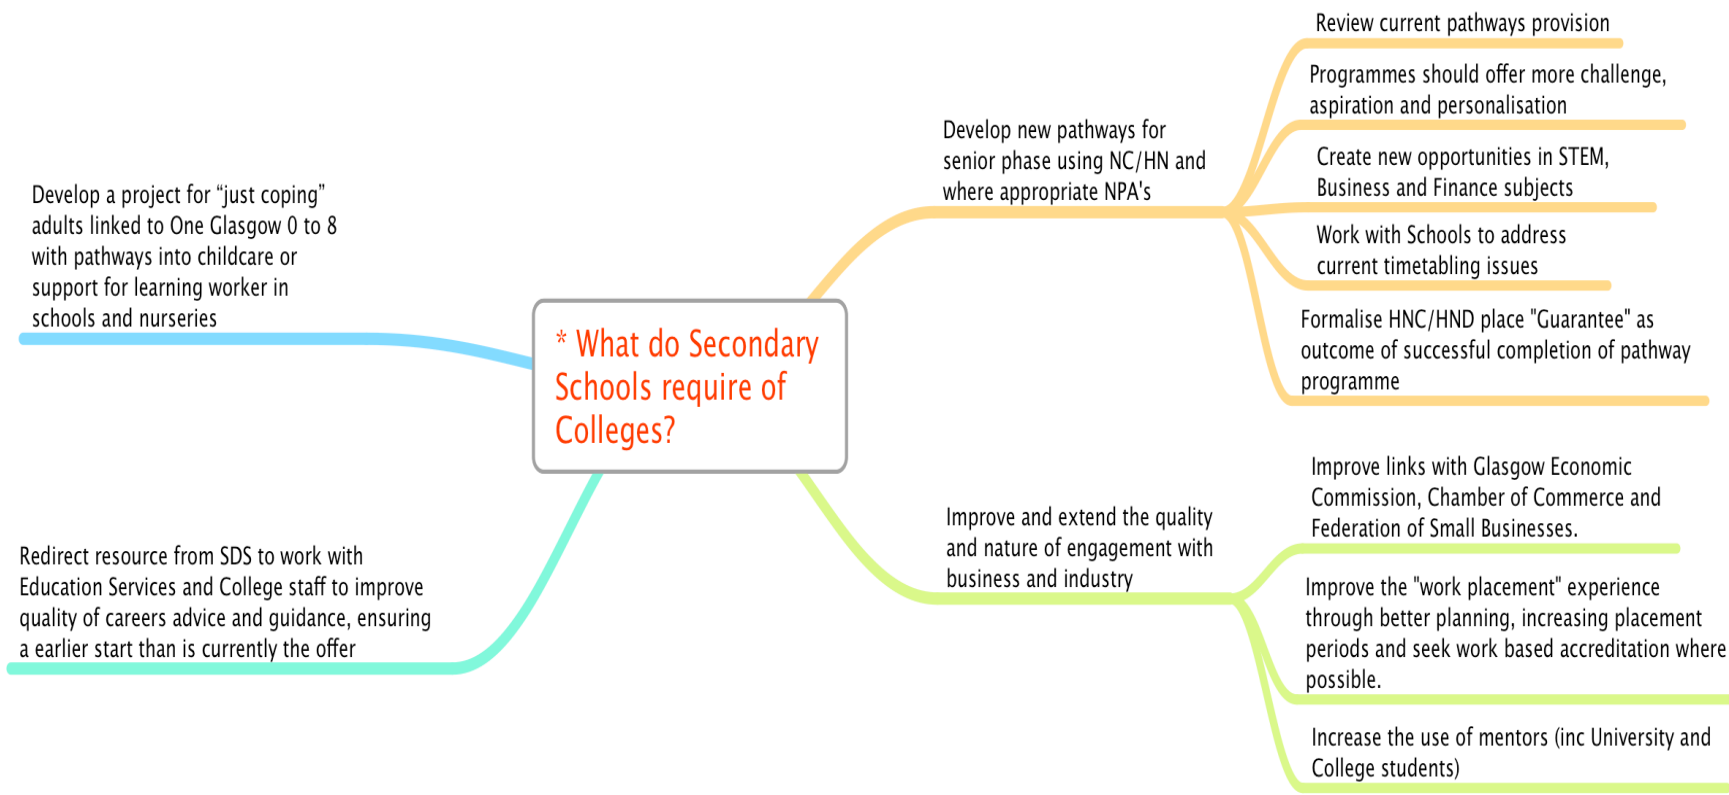 Review current pathways provision
Programmes should offer more challenge,
aspiration and personalisation
Develop new pathways for
senior phase using NC/HN and
where appropriate NPA's
Create new opportunities in STEM,
Business and Finance subjects
Work with Schools to address
current timetabling issues
Formalise HNC/HND place "Guarantee" as
outcome of successful completion of pathway
programme
Develop a project for “just coping”
adults linked to One Glasgow 0 to 8
with pathways into childcare or
support for learning worker in
schools and nurseries
* What do Secondary
Schools require of
Colleges?
Improve and extend the quality
and nature of engagement with
business and industry
Improve links with Glasgow Economic
Commission, Chamber of Commerce and
Federation of Small Businesses.
Improve the "work placement" experience
through better planning, increasing placement
periods and seek work based accreditation where
possible.
Increase the use of mentors (inc University and
College students)
Redirect resource from SDS to work with
Education Services and College staff to improve
quality of careers advice and guidance, ensuring
a earlier start than is currently the offer